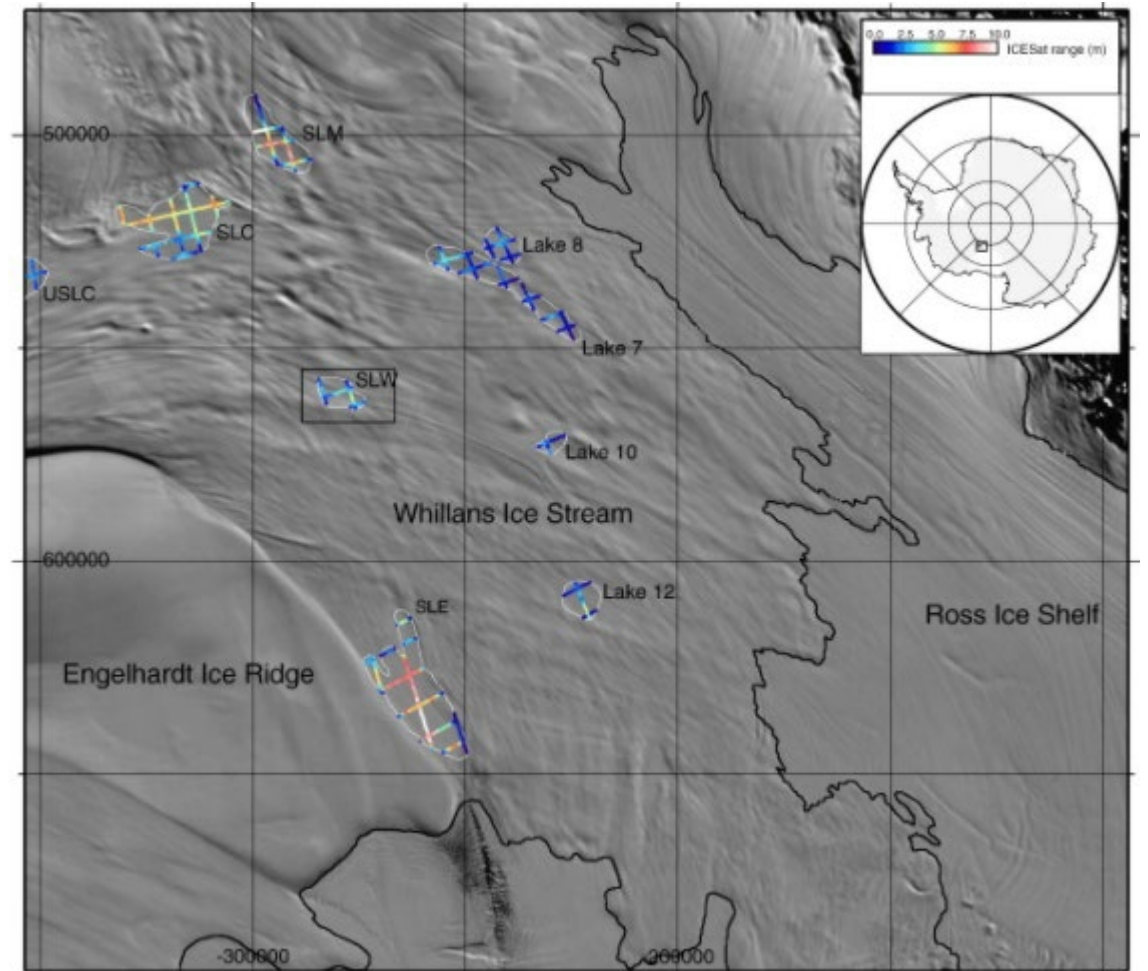 0.0 2.5 5.0 7.5 10.0
ICESat range (m)
-500000
SLM
SLC
Lake 8
USLC
Lake 7
SLW
Lake 10
Whillans Ice Stream
-600000
Lake 12
SLE
Ross Ice Shelf
Engelhardt Ice Ridge
-300000
-200000